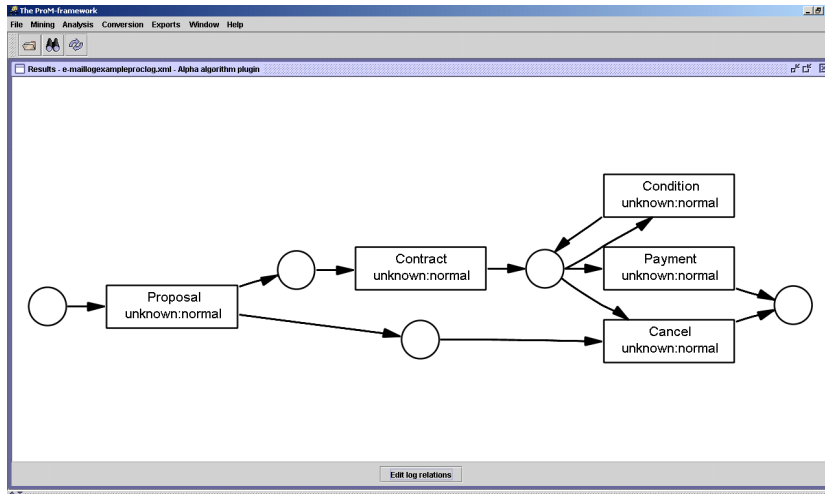 The ProM-framework
File Mining Analysis Conversion Exports Window Help
Results - e-maillogexampleproclog.xml - Alpha algorithm plugin
Condition
unknown:normal
Contract
unknown:normal
Payment
unknown:normal
Proposal
unknown:normal
Cancel
unknown:normal
Edit log relations